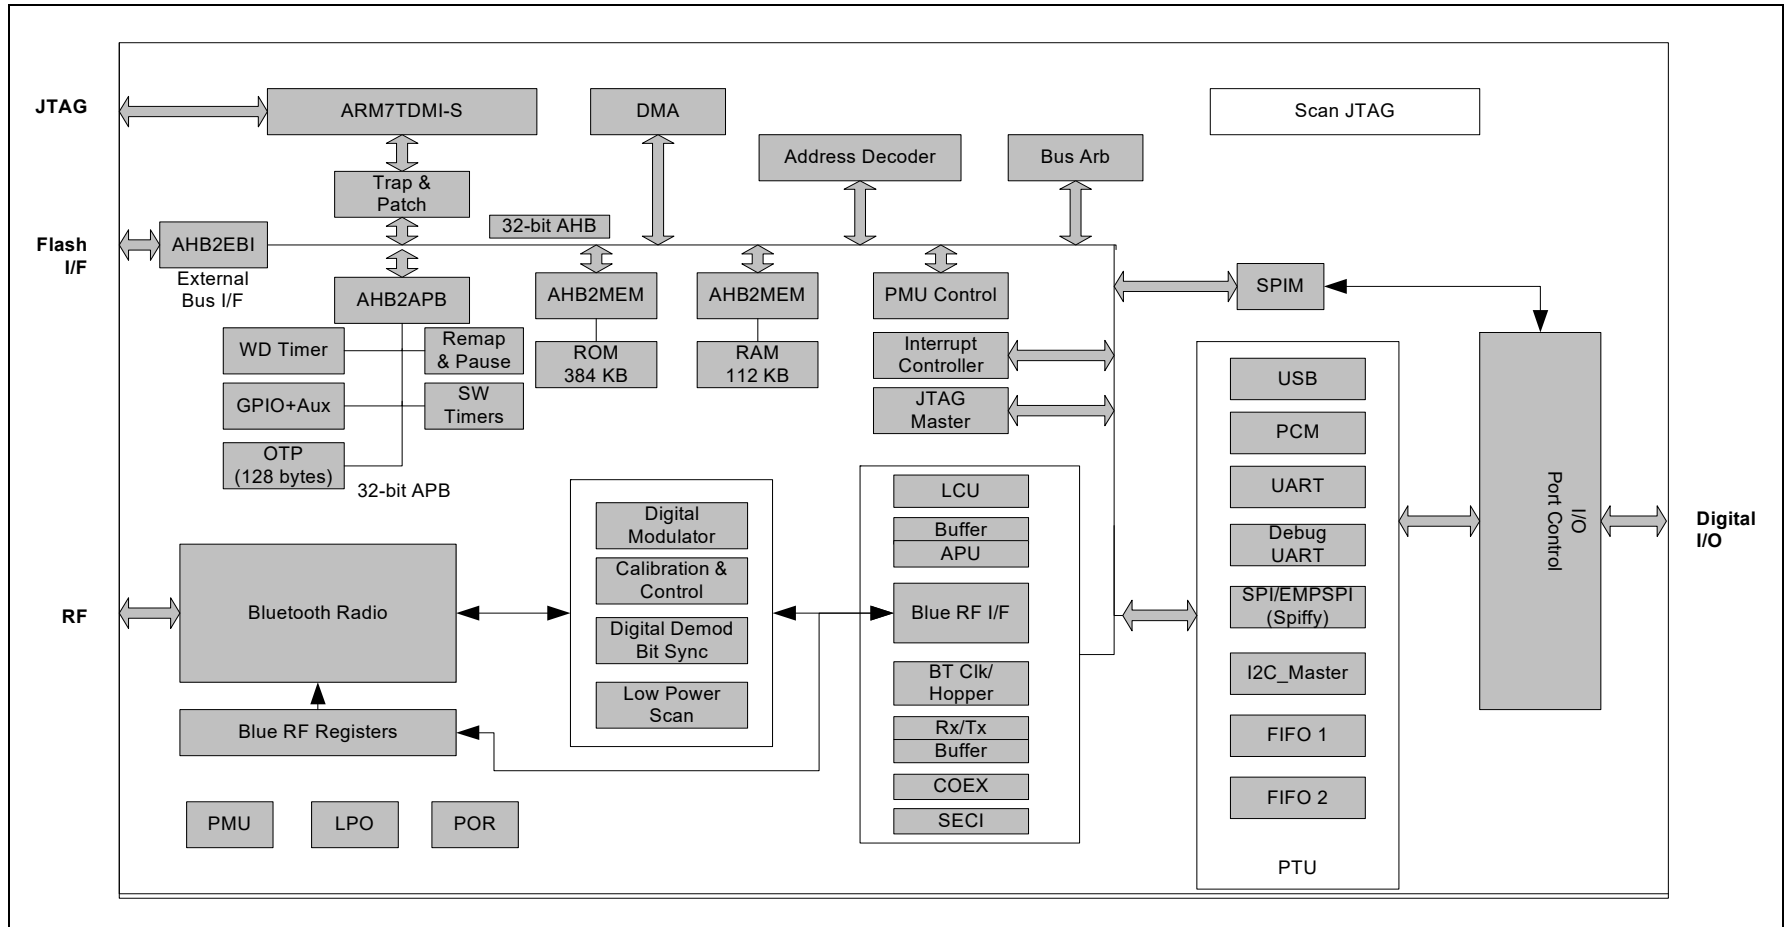 JTAG
ARM7TDMI-S
DMA
Scan JTAG
Address Decoder
Bus Arb
Trap &
Patch
32-bit AHB
Flash
I/F
AHB2EBI
External
Bus I/F
AHB2APB
AHB2MEM
AHB2MEM
PMU Control
SPIM
WD Timer
Remap
& Pause
ROM
384 KB
RAM
112 KB
Interrupt
Controller
GPIO+Aux
SW
Timers
JTAG
Master
OTP
(128 bytes)
32-bit APB
USB
PCM
UART
Debug
UART
SPI/EMPSPI
(Spiffy)
I2C_Master
FIFO 1
FIFO 2
PTU
I/O
Port Control
Digital
I/O
LCU
Buffer
APU
Blue RF I/F
BT Clk/
Hopper
Rx/Tx
Buffer
COEX
SECI
Digital
Modulator
Calibration &
Control
Digital Demod
Bit Sync
Low Power
Scan
RF
Bluetooth Radio
Blue RF Registers
PMU
LPO
POR